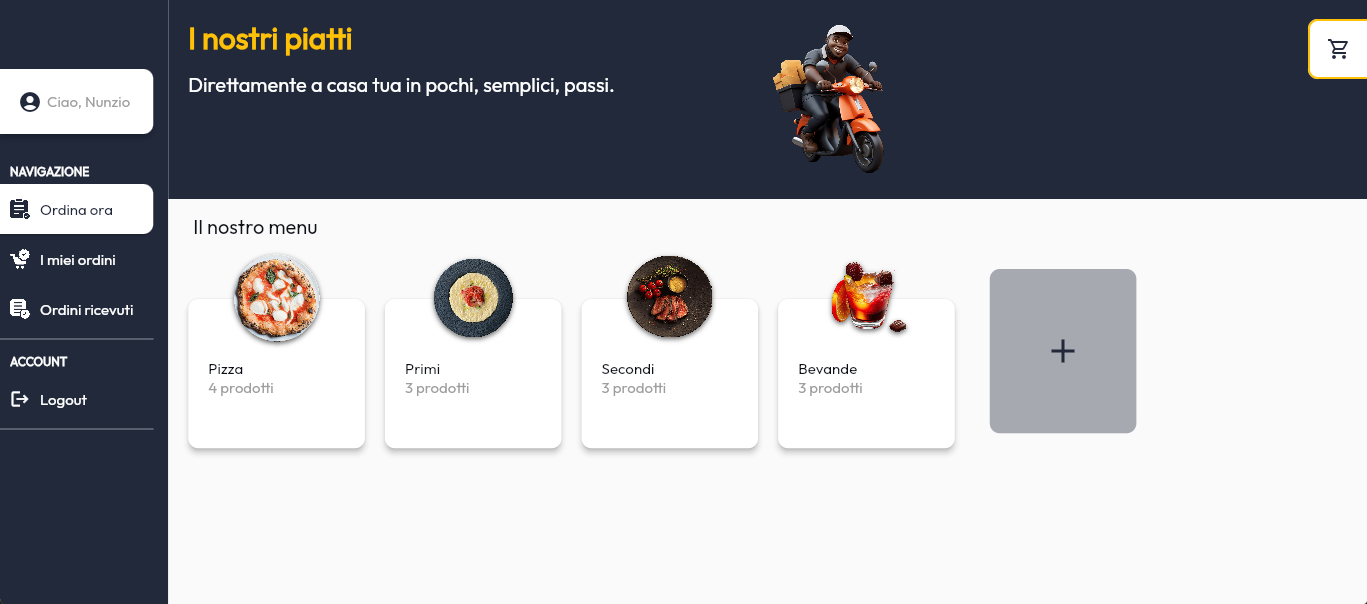 I nostri piatti
Direttamente a casa tua in pochi, semplici, passi.
Ciao, Nunzio
NAVIGAZIONE
Ordina ora
I miei ordini
Ordini ricevuti
ACCOUNT
Logout
Il nostro menu
Pizza
4 prodotti
Primi
3 prodotti
Secondi
3 prodotti
Bevande
3 prodotti